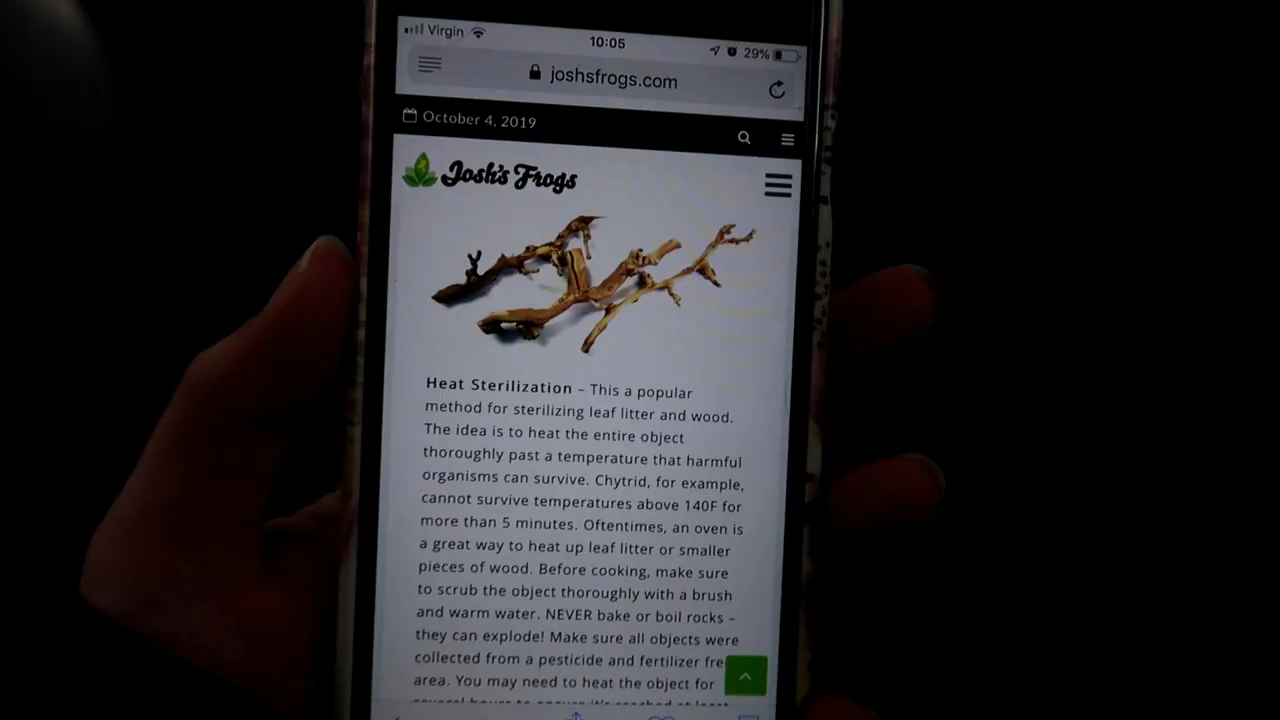 Virgin
10:05
29%
joshsfrogs.com
October 4, 2019
Josh's Frogs
Heat Sterilization – This a popular
method for sterilizing leaf litter and wood.
The idea is to heat the entire object
thoroughly past a temperature that harmful
organisms can survive. Chytrid, for example,
cannot survive temperatures above 140F for
more than 5 minutes. Oftentimes, an oven is
a great way to heat up leaf litter or smaller
pieces of wood. Before cooking, make sure
to scrub the object thoroughly with a brush
and warm water. NEVER bake or boil rocks –
they can explode! Make sure all objects were
collected from a pesticide and fertilizer fre
area. You may need to heat the object for